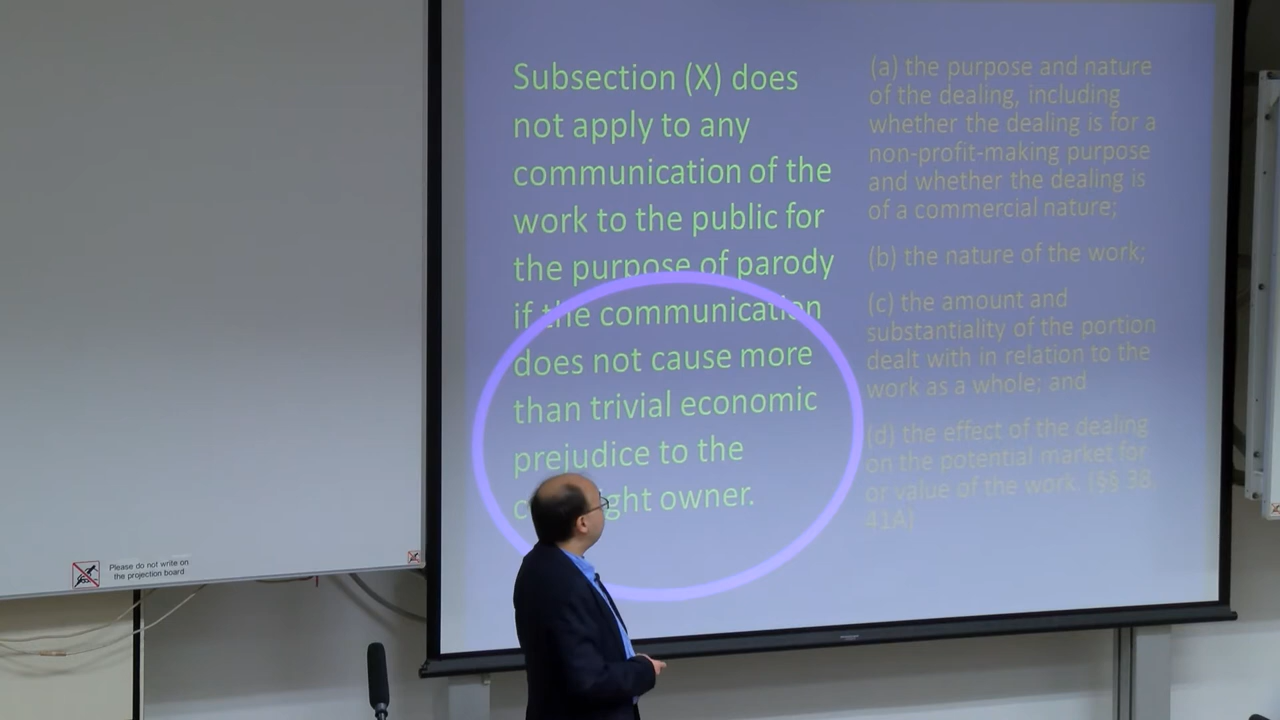 Subsection (X) does
not apply to any
communication of the
work to the public for
the purpose of parody
if the communication
does not cause more
than trivial economic
prejudice to the
owner.
(a) the purpose and nature
of the dealing, including
whether the dealing is for a
non-profit-making purpose
and whether the dealing is
of a commercial nature;
(b) the nature of the work;
(c) the amount and
substantiality of the portion
dealt with in relation to the
work as a whole; and
(d) the effect of the dealing
on the potential market for
or value of the work. (§§ 38,
41A)
Please do not write on
the projection board